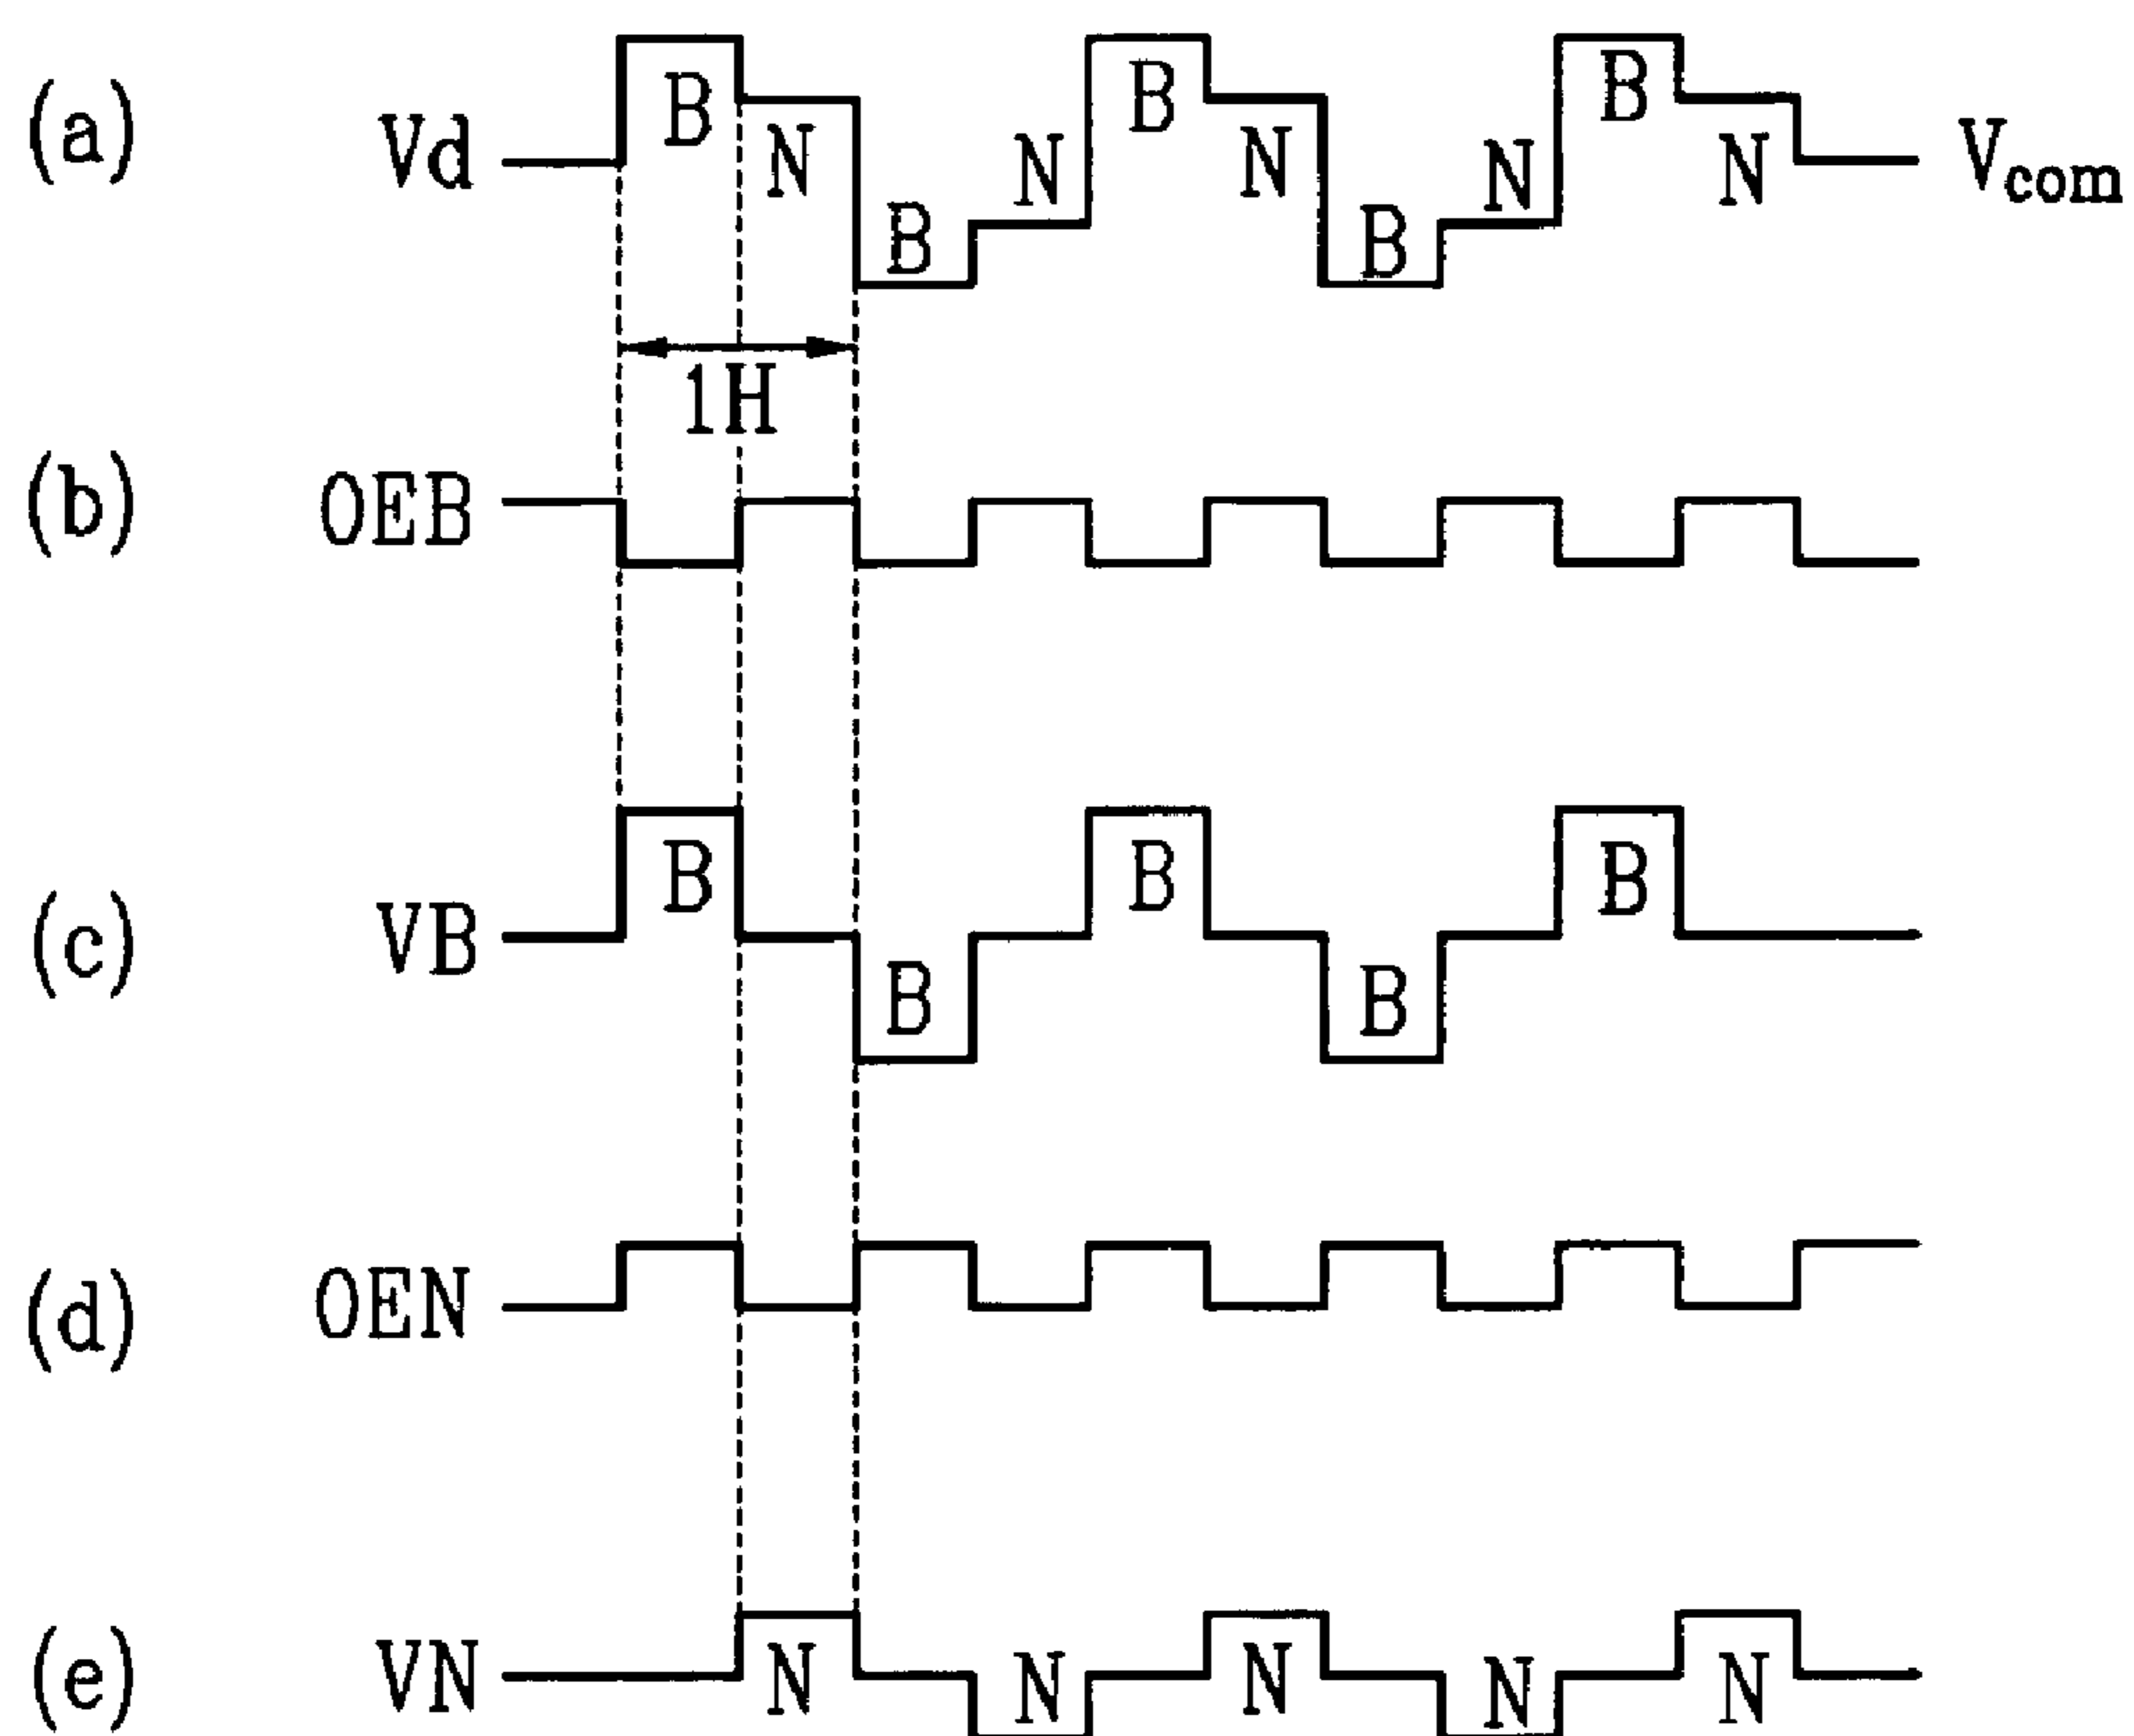 (a) Vd B N B N B N B N B N Vcom
1H
(b) OEB
(c) VB B B B B B
(d) OEN
(e) VN N N N N N